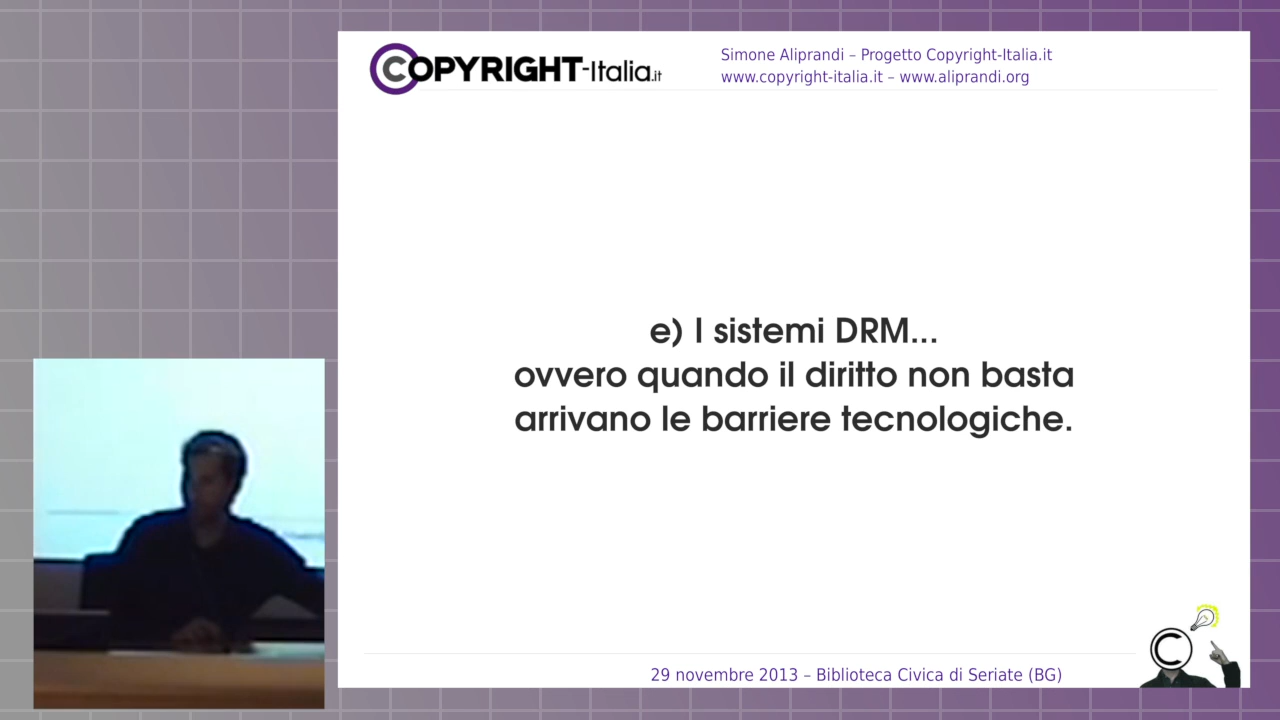 COPYRIGHT-Italia.it
Simone Aliprandi – Progetto Copyright-Italia.it
www.copyright-italia.it – www.aliprandi.org
e) I sistemi DRM...
ovvero quando il diritto non basta
arrivano le barriere tecnologiche.
29 novembre 2013 – Biblioteca Civica di Seriate (BG)
C